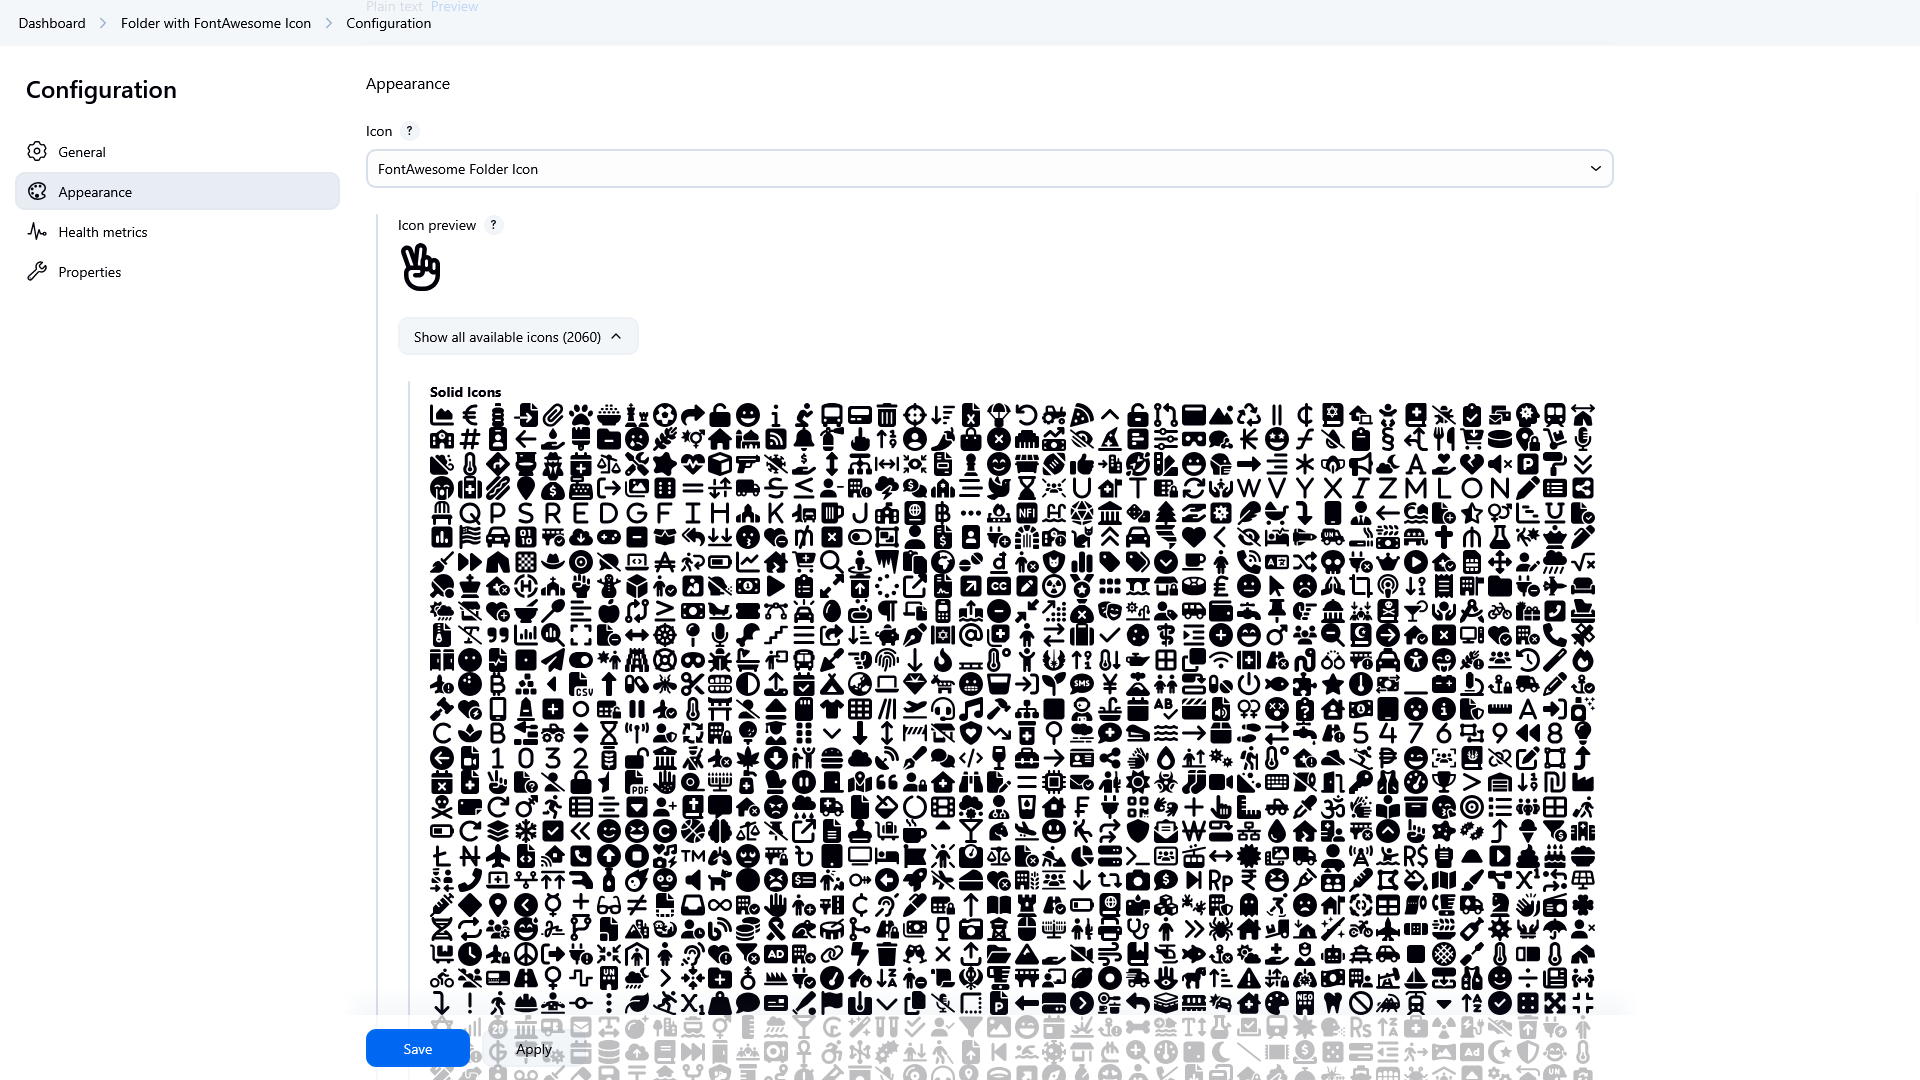 Plain text Preview
Dashboard Folder with FontAwesome Icon Configuration
Configuration
General
Appearance
Health metrics
Properties
Appearance
Icon ?
FontAwesome Folder Icon
Icon preview ?
Show all available icons (2060)
Solid Icons
Save Apply